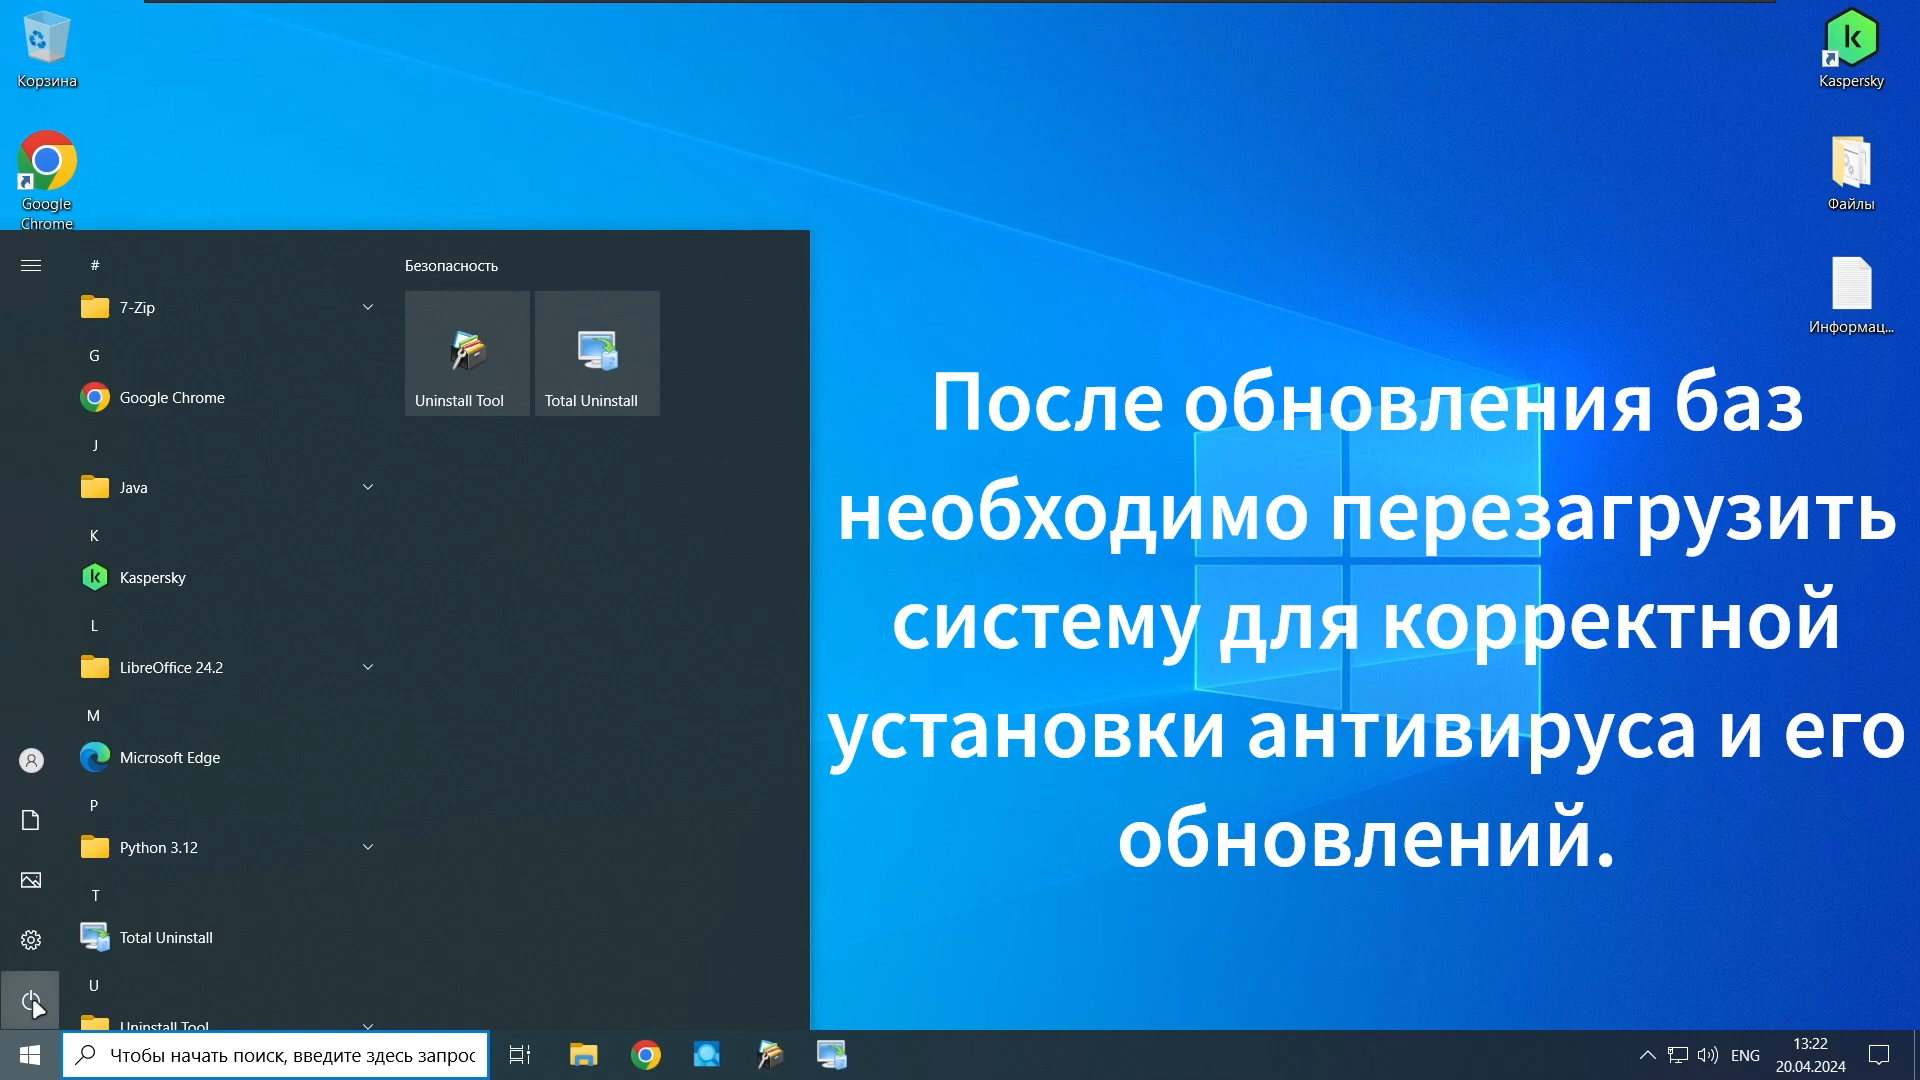 Корзина
Google
Chrome
Kaspersky
Файлы
Информац...
#
7-Zip
G
Google Chrome
J
Java
K
Kaspersky
L
LibreOffice 24.2
M
Microsoft Edge
P
Python 3.12
T
Total Uninstall
U
Uninstall Tool
Безопасность
Uninstall Tool
Total Uninstall
После обновления баз
необходимо перезагрузить
систему для корректной
установки антивируса и его
обновлений.
Чтобы начать поиск, введите здесь запрос
ENG
13:22
20.04.2024